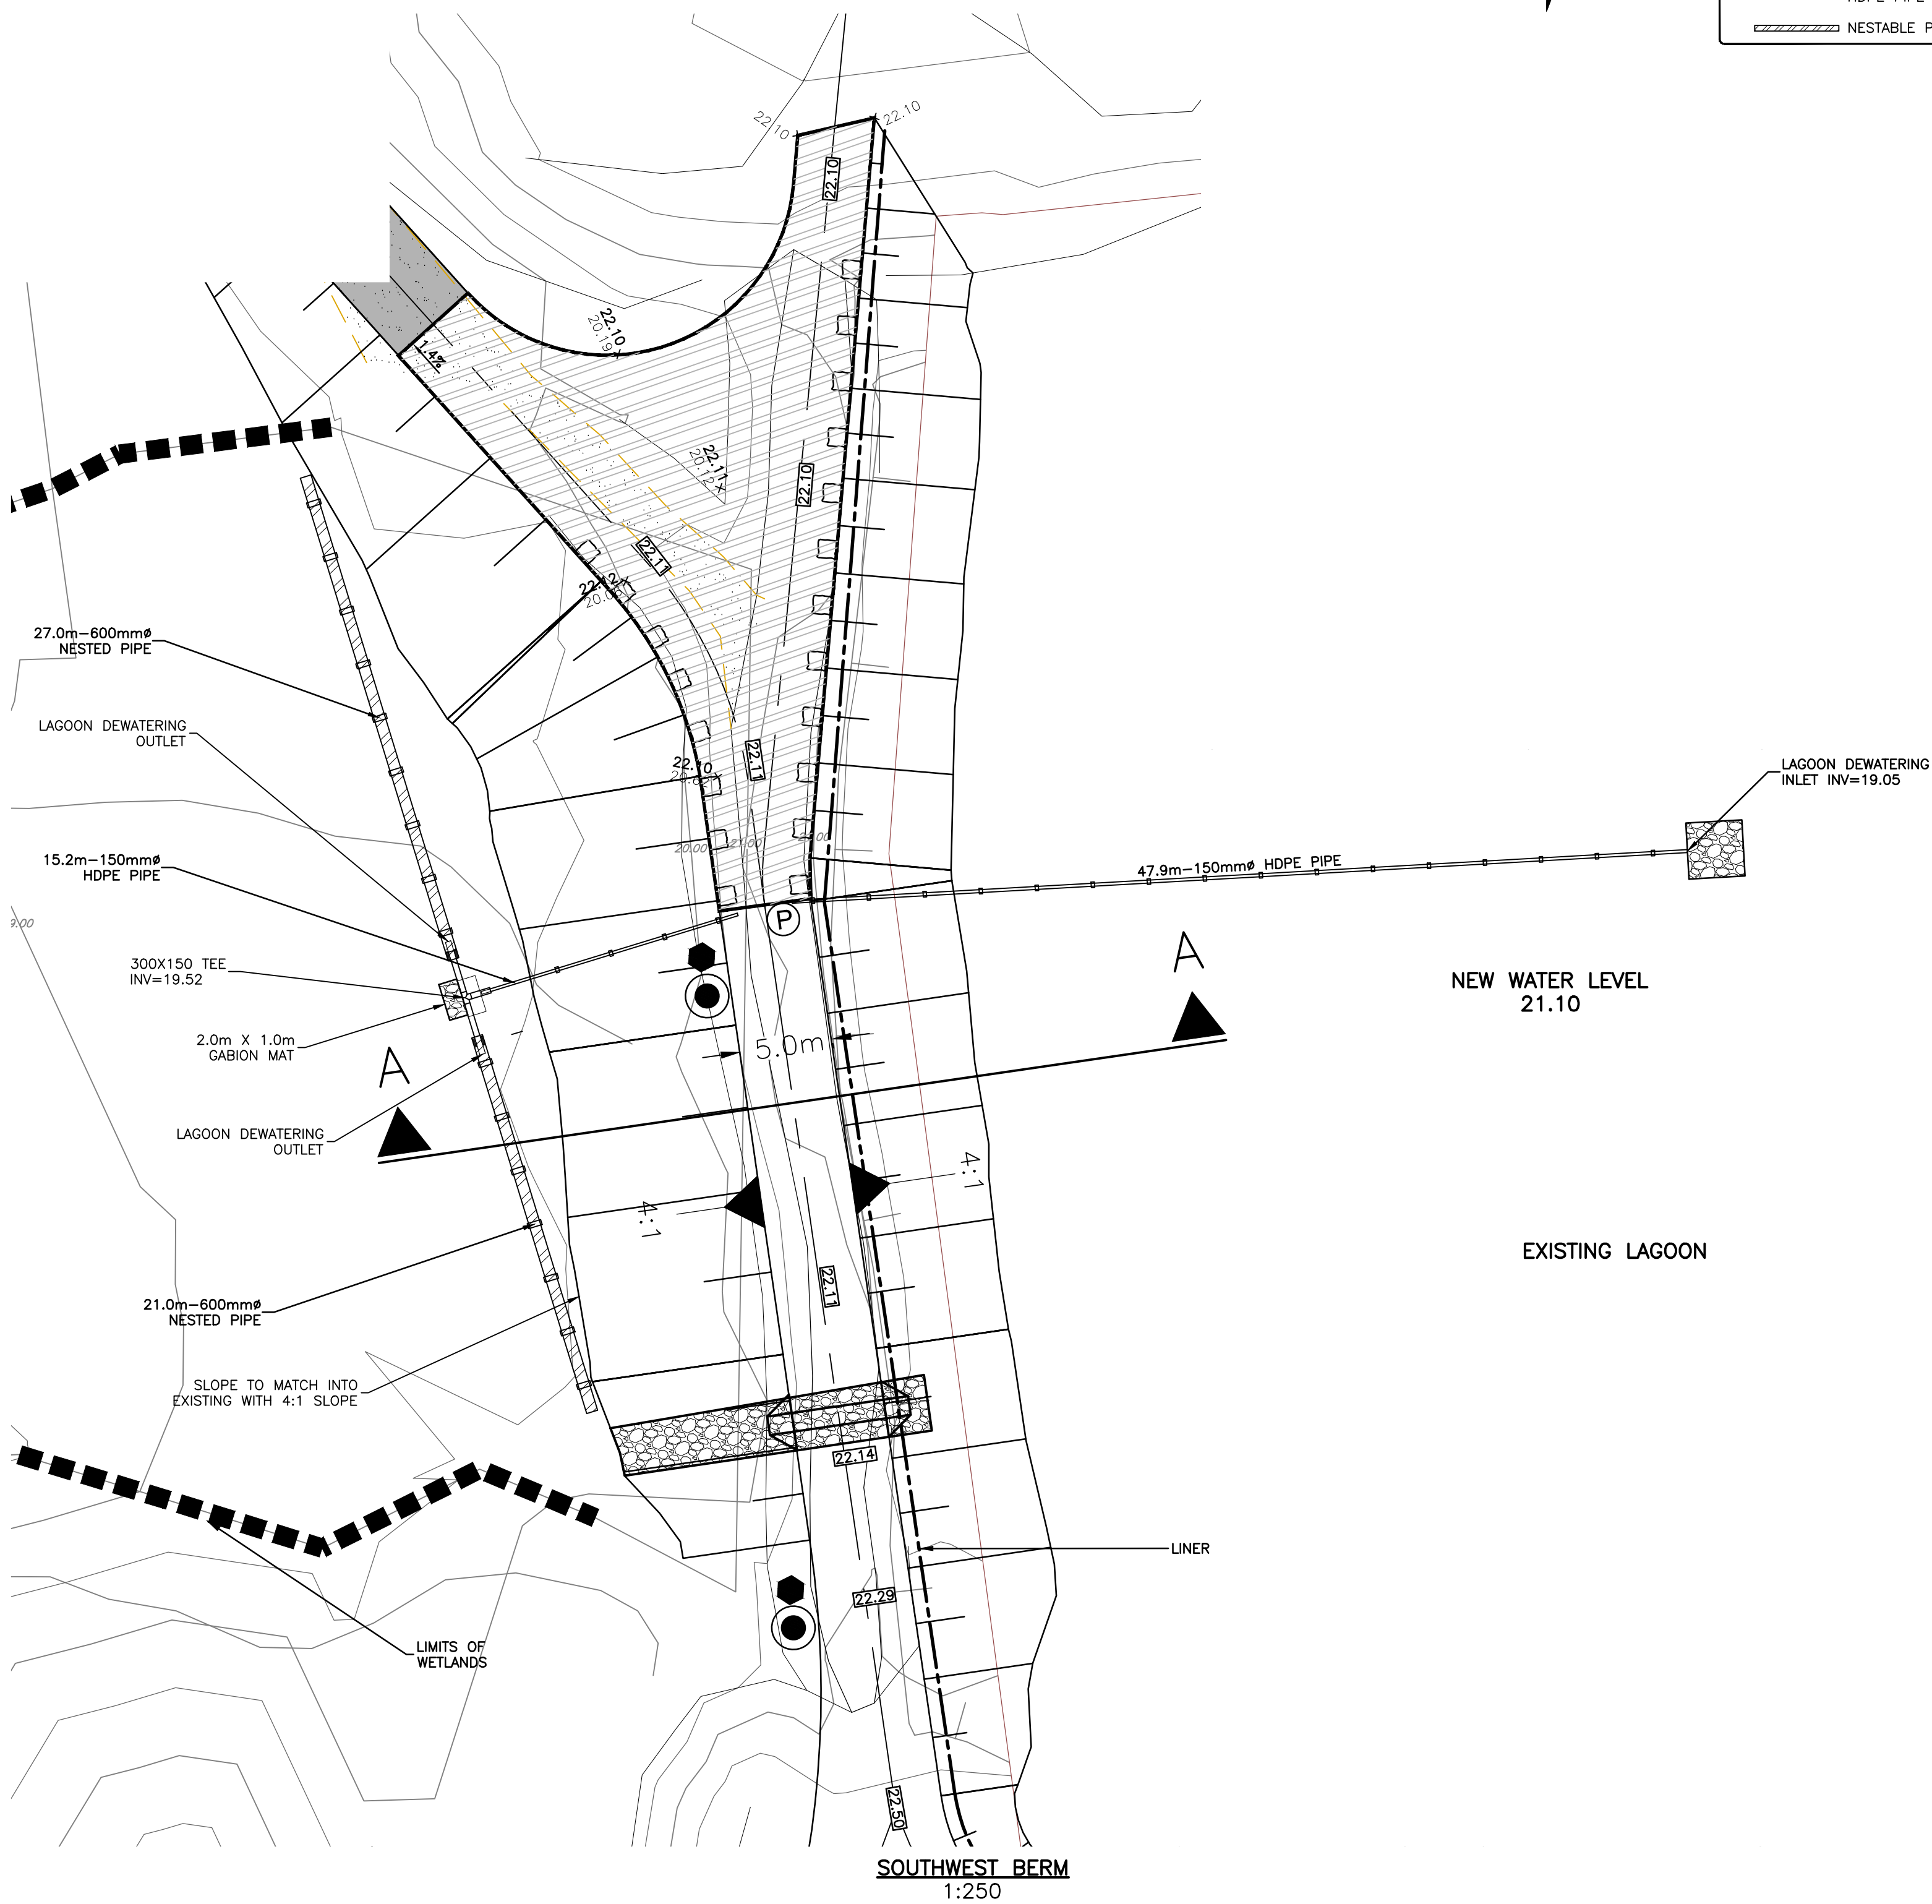 HDPE PIPE
NESTABLE P
22.10
22.10
22.10
22.10
20.19
1.4%
22.11
20.12
22.10
22.11
22.12
27.0m-600mmø
NESTED PIPE
LAGOON DEWATERING
OUTLET
22.10
22.11
LAGOON DEWATERING
INLET INV=19.05
20.00
21.00
15.2m-150mmø
HDPE PIPE
47.9m-150mmø HDPE PIPE
P
300X150 TEE
INV=19.52
A
NEW WATER LEVEL
21.10
2.0m X 1.0m
GABION MAT
A
5.0m
LAGOON DEWATERING
OUTLET
4:1
4:1
EXISTING LAGOON
22.11
21.0m-600mmø
NESTED PIPE
SLOPE TO MATCH INTO
EXISTING WITH 4:1 SLOPE
22.14
LINER
22.29
LIMITS OF
WETLANDS
22.50
SOUTHWEST BERM
1:250